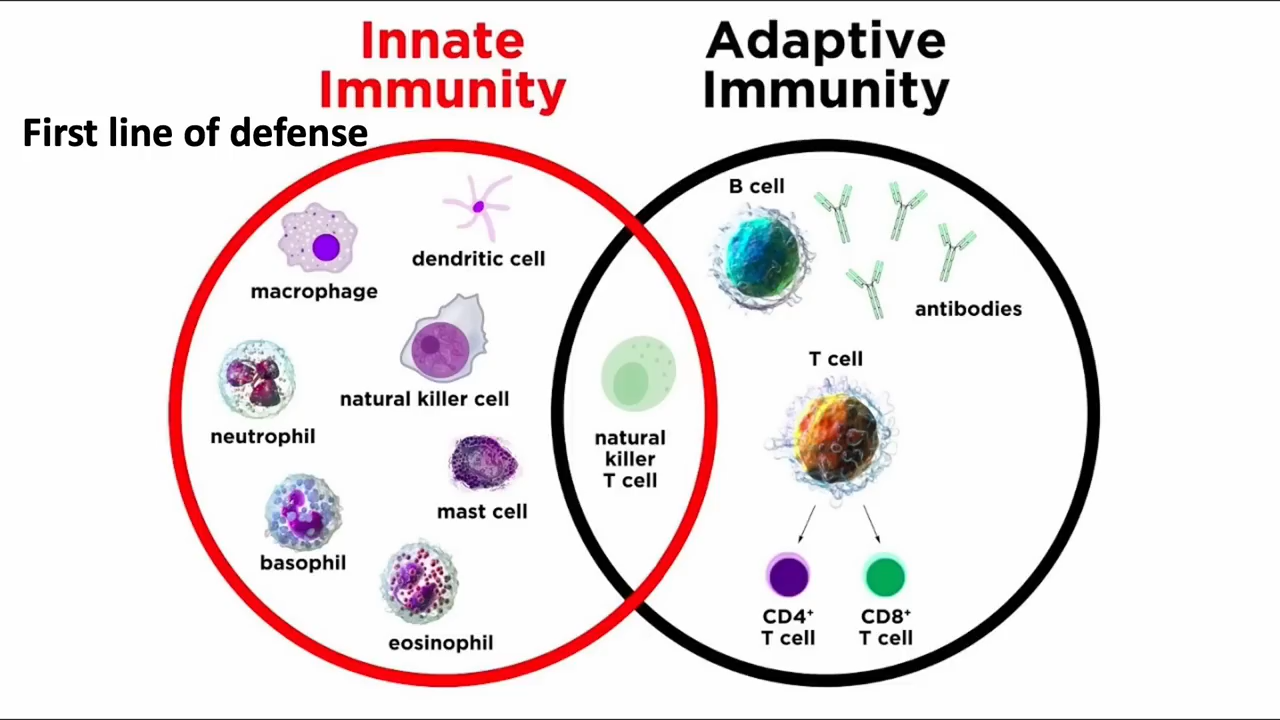 Innate
Immunity
Adaptive
Immunity
First line of defense
macrophage
dendritic cell
natural killer cell
neutrophil
mast cell
basophil
eosinophil
natural
killer
T cell
B cell
antibodies
T cell
CD4⁺
T cell
CD8⁺
T cell